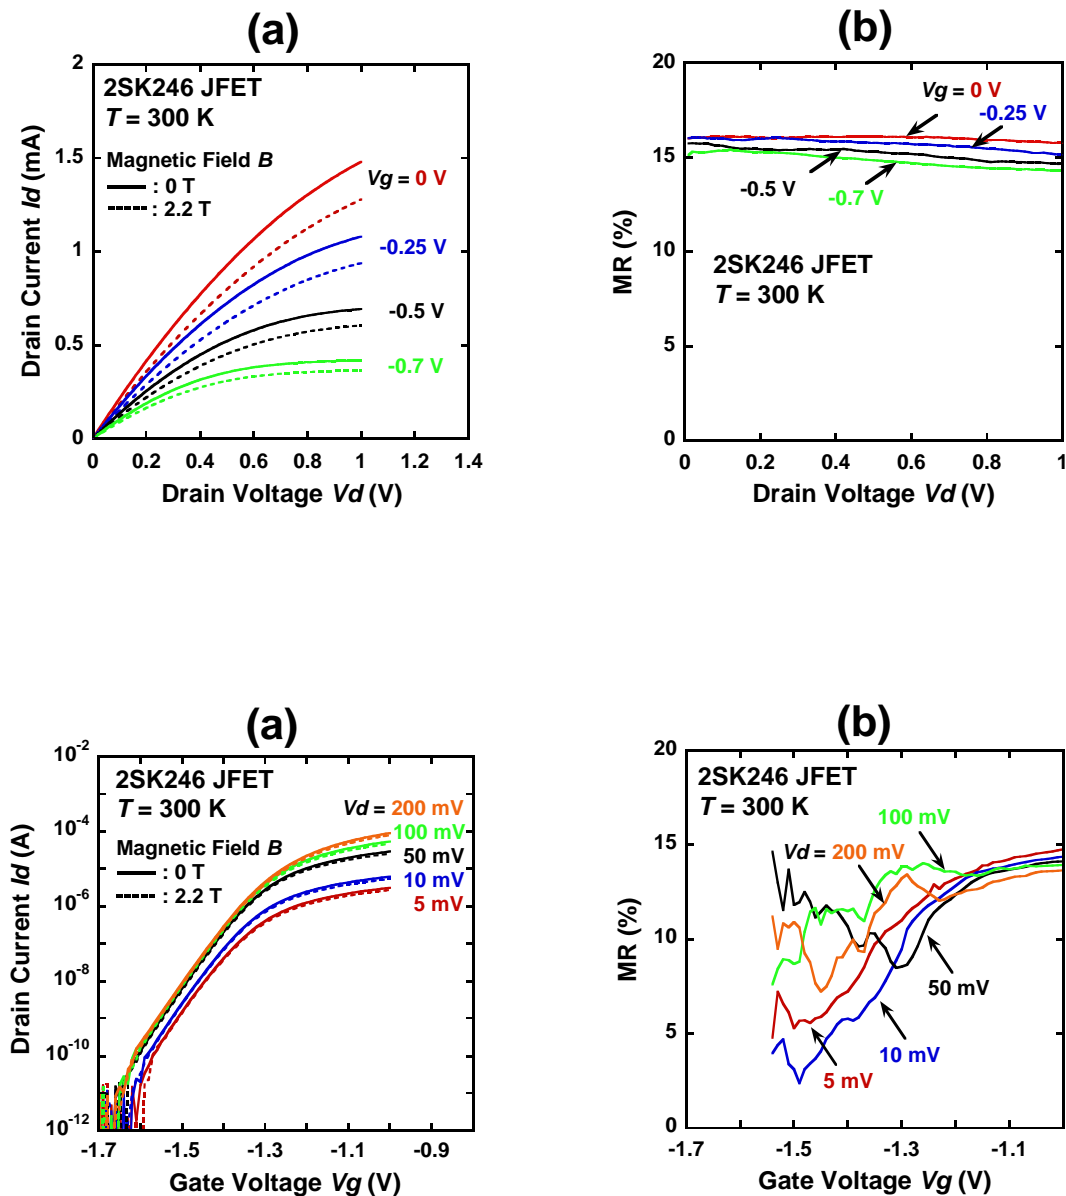 (a)
2SK246 JFET
T = 300 K
Magnetic Field B
: 0 T
: 2.2 T
Vg = 0 V
-0.25 V
-0.5 V
-0.7 V
Drain Current Id (mA)
2
1.5
1
0.5
0
0 0.2 0.4 0.6 0.8 1 1.2 1.4
Drain Voltage Vd (V)
(b)
Vg = 0 V
-0.25 V
-0.5 V
-0.7 V
2SK246 JFET
T = 300 K
MR (%)
20
15
10
5
0
0 0.2 0.4 0.6 0.8 1
Drain Voltage Vd (V)
(a)
2SK246 JFET
T = 300 K
Vd = 200 mV
100 mV
50 mV
10 mV
5 mV
Magnetic Field B
: 0 T
: 2.2 T
Drain Current Id (A)
10⁻²
10⁻⁴
10⁻⁶
10⁻⁸
10⁻¹⁰
10⁻¹²
-1.7 -1.5 -1.3 -1.1 -0.9
Gate Voltage Vg (V)
(b)
2SK246 JFET
T = 300 K
100 mV
Vd = 200 mV
50 mV
10 mV
5 mV
MR (%)
20
15
10
5
0
-1.7 -1.5 -1.3 -1.1
Gate Voltage Vg (V)